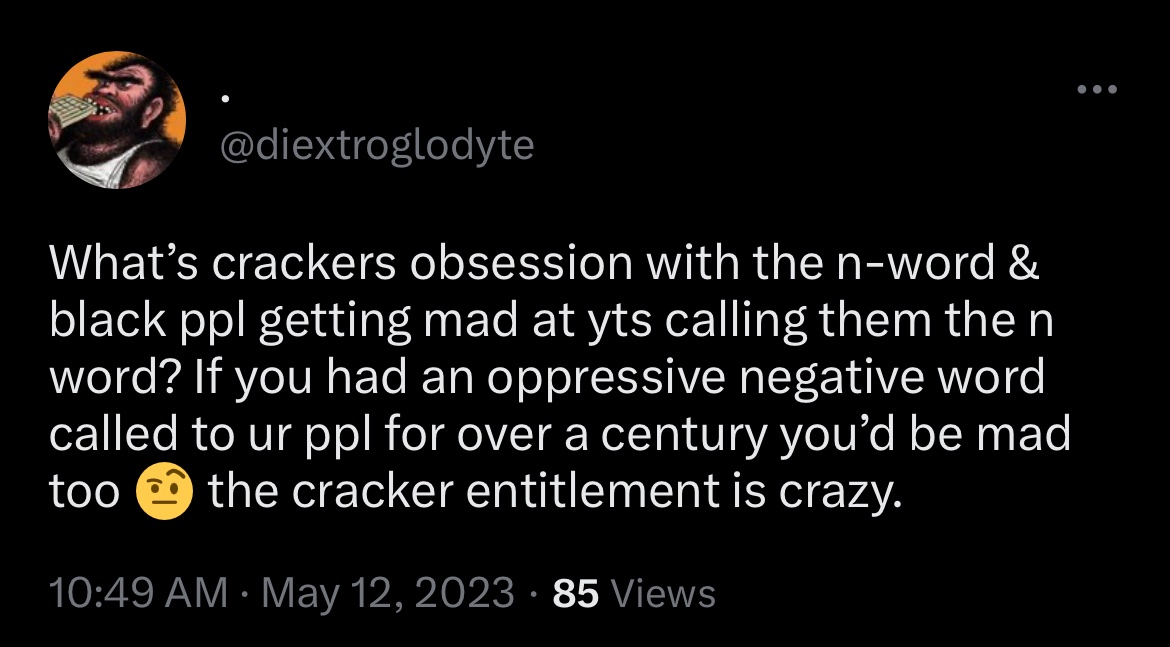 .
@diextroglodyte
What’s crackers obsession with the n-word &
black ppl getting mad at yts calling them the n
word? If you had an oppressive negative word
called to ur ppl for over a century you’d be mad
too 🤨 the cracker entitlement is crazy.
10:49 AM · May 12, 2023 · 85 Views